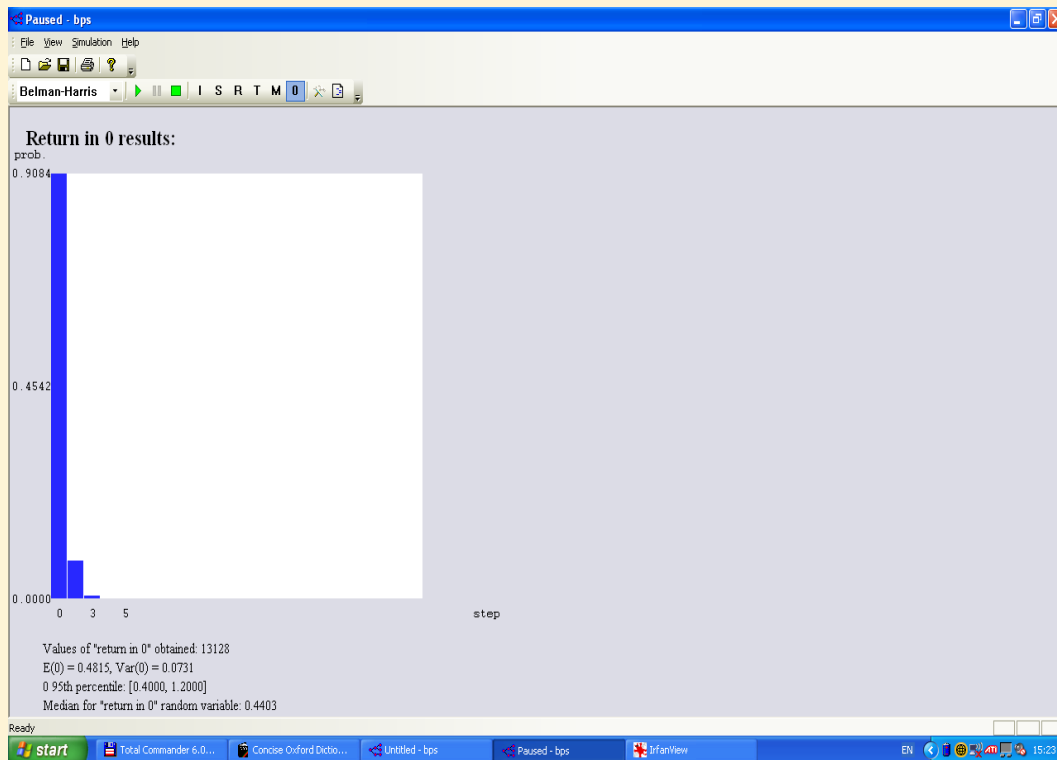 Paused - bps
File View Simulation Help
Belman-Harris I S R T M 0
Return in 0 results:
prob.
0.9084
0.4542
0.0000
0 3 5 step
Values of "return in 0" obtained: 13128
E(0) = 0.4815, Var(0) = 0.0731
0 95th percentile: [0.4000, 1.2000]
Median for "return in 0" random variable: 0.4403
Ready
start Total Commander 6.0... Concise Oxford Dictio... Untitled - bps Paused - bps IrfanView EN ATI 15:23